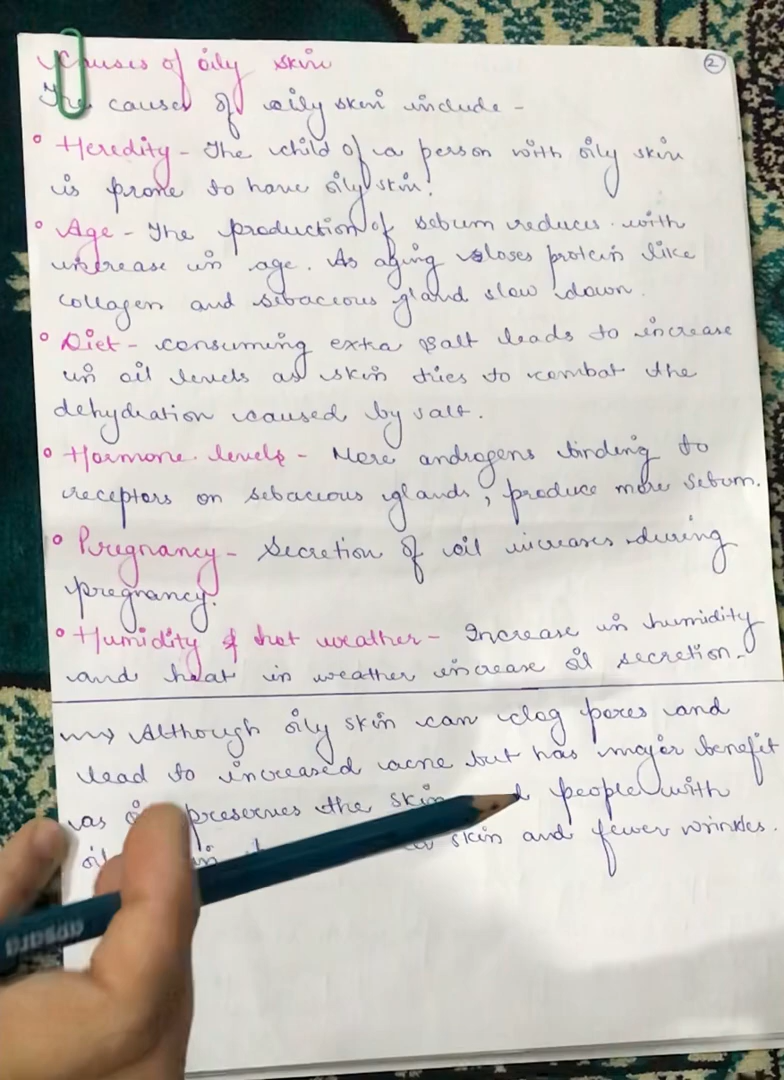 Causes of oily skin
2
The causes of oily skin include -
• Heredity - The child of a person with oily skin
is prone to have oily skin.
• Age - The production of sebum reduces with
increase in age. As aging loses protein like
collagen and sebaceous gland slow down.
• Diet - consuming extra salt leads to increase
in oil levels as skin tries to combat the
dehydration caused by salt.
• Hormone levels - More androgens binding to
receptors on sebaceous glands, produce more sebum.
• Pregnancy - Secretion of oil increases during
pregnancy.
• Humidity & hot weather - Increase in humidity
and heat in weather increase oil secretion.
Although oily skin can clog pores and
lead to increased acne but has major benefit
as preserves the skin people with
skin and fewer wrinkles.
apsara